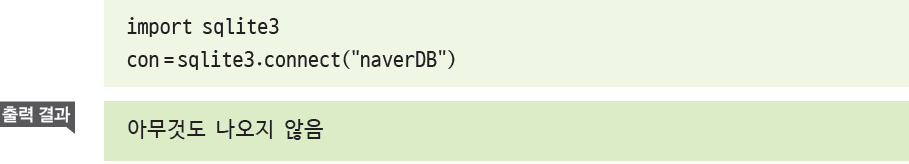 import sqlite3
con=sqlite3.connect("naverDB")
출력 결과
아무것도 나오지 않음